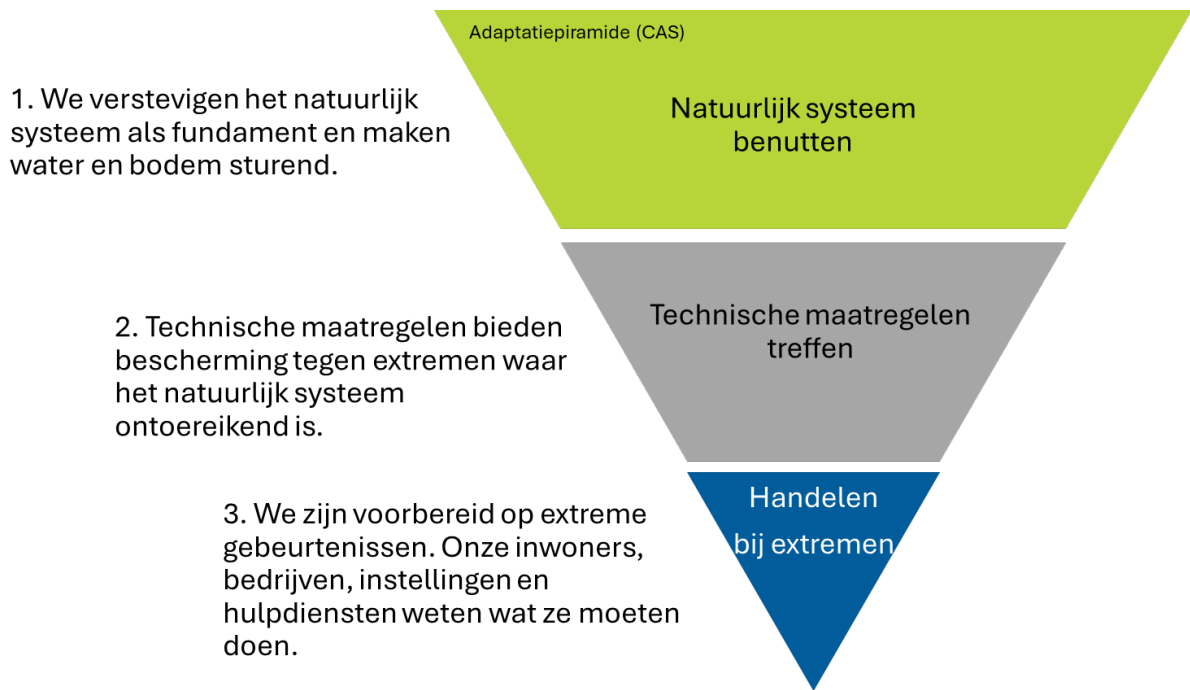 Adaptatiepiramide (CAS)
1. We verstevigen het natuurlijk
systeem als fundament en maken
water en bodem sturend.
Natuurlijk systeem
benutten
2. Technische maatregelen bieden
bescherming tegen extremen waar
het natuurlijk systeem
ontoereikend is.
Technische maatregelen
treffen
3. We zijn voorbereid op extreme
gebeurtenissen. Onze inwoners,
bedrijven, instellingen en
hulpdiensten weten wat ze moeten
doen.
Handelen
bij extremen